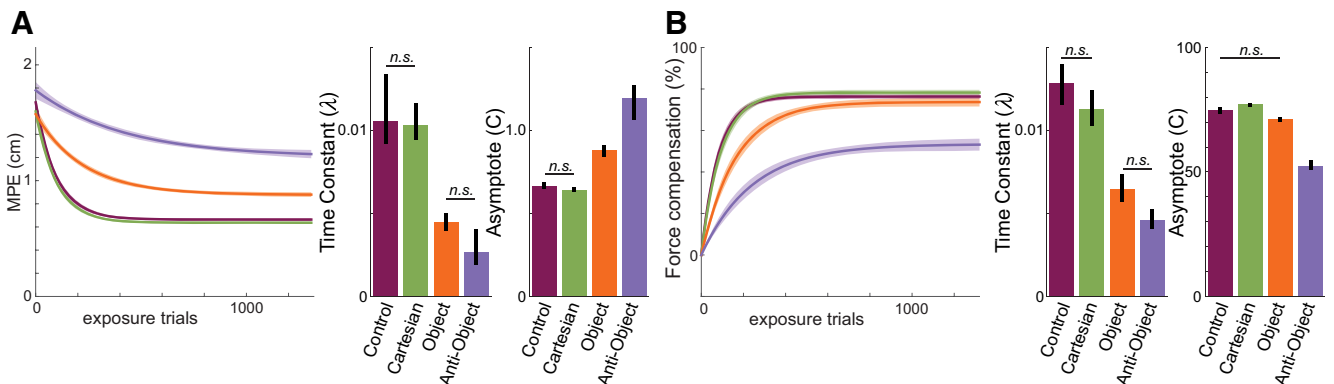 A
2
1
0
MPE (cm)
0
1000
exposure trials
Time Constant (λ)
0.01
0
n.s.
n.s.
Control
Cartesian
Object
Anti-Object
Asymptote (C)
1.0
0
n.s.
Control
Cartesian
Object
Anti-Object
B
Force compensation (%)
100
0
0
1000
exposure trials
Time Constant (λ)
0.01
0
n.s.
n.s.
Control
Cartesian
Object
Anti-Object
Asymptote (C)
100
50
0
n.s.
Control
Cartesian
Object
Anti-Object